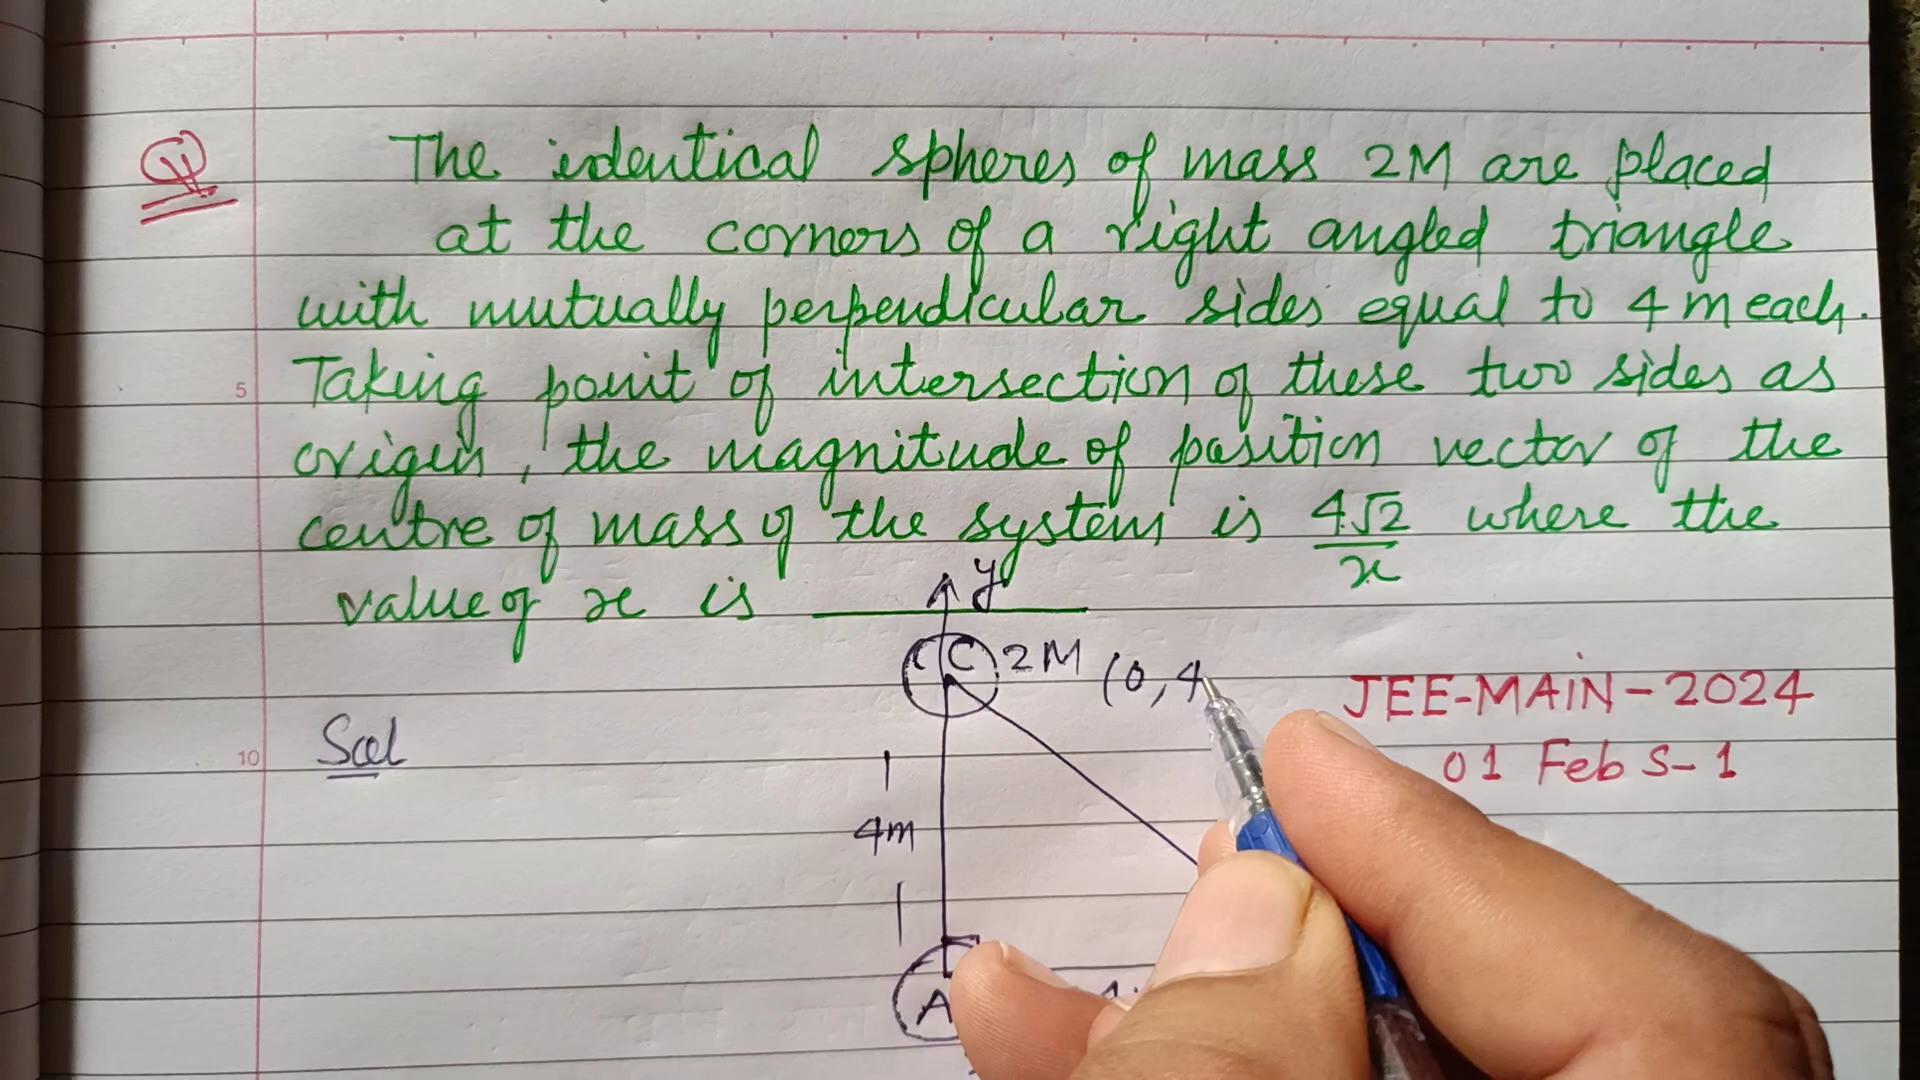 Q
The identical spheres of mass 2M are placed
at the corners of a right angled triangle
with mutually perpendicular sides equal to 4 m each.
Taking point of intersection of these two sides as
origin, the magnitude of position vector of the
centre of mass of the system is 4√2/x where the
value of x is ________
y
C 2M (0,4
JEE-MAIN-2024
01 Feb S-1
5
10
Sol
4m
A